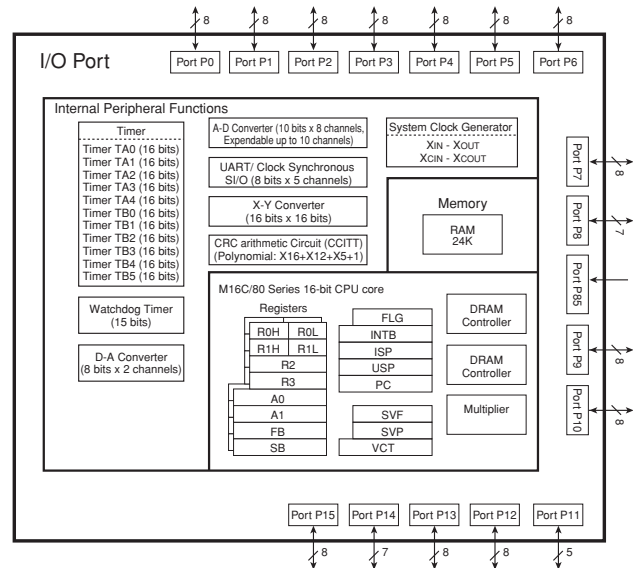 8 8 8 8 8 8 8
I/O Port
Port P0 Port P1 Port P2 Port P3 Port P4 Port P5 Port P6
Internal Peripheral Functions
Timer
Timer TA0 (16 bits)
Timer TA1 (16 bits)
Timer TA2 (16 bits)
Timer TA3 (16 bits)
Timer TA4 (16 bits)
Timer TB0 (16 bits)
Timer TB1 (16 bits)
Timer TB2 (16 bits)
Timer TB3 (16 bits)
Timer TB4 (16 bits)
Timer TB5 (16 bits)
Watchdog Timer
(15 bits)
D-A Converter
(8 bits x 2 channels)
A-D Converter (10 bits x 8 channels,
Expendable up to 10 channels)
UART/ Clock Synchronous
SI/O (8 bits x 5 channels)
X-Y Converter
(16 bits x 16 bits)
CRC arithmetic Circuit (CCITT)
(Polynomial: X16+X12+X5+1)
System Clock Generator
XIN - XOUT
XCIN - XCOUT
Memory
RAM
24K
M16C/80 Series 16-bit CPU core
Registers
R0H R0L
R1H R1L
R2
R3
A0
A1
FB
SB
FLG
INTB
ISP
USP
PC
SVF
SVP
VCT
DRAM
Controller
DRAM
Controller
Multiplier
Port P7
8
Port P8
7
Port P85
Port P9
8
Port P10
8
Port P15 Port P14 Port P13 Port P12 Port P11
8 7 8 8 5